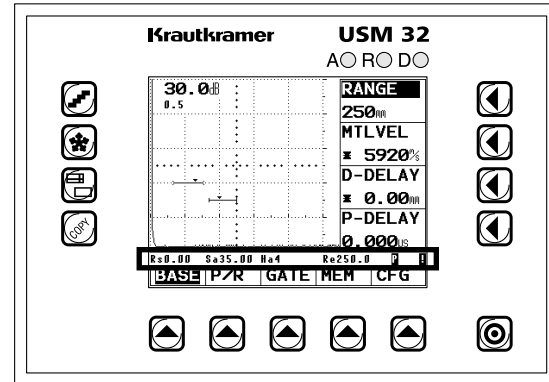 Krautkramer USM 32
A R D
30.0dB
0.5
RANGE
250mm
MTLVEL
5920m/s
D-DELAY
0.00mm
P-DELAY
0.000us
COPY
Rs0.00 Sa35.00 Ha4 Re250.0 P !
BASE P/R GATE MEM CFG